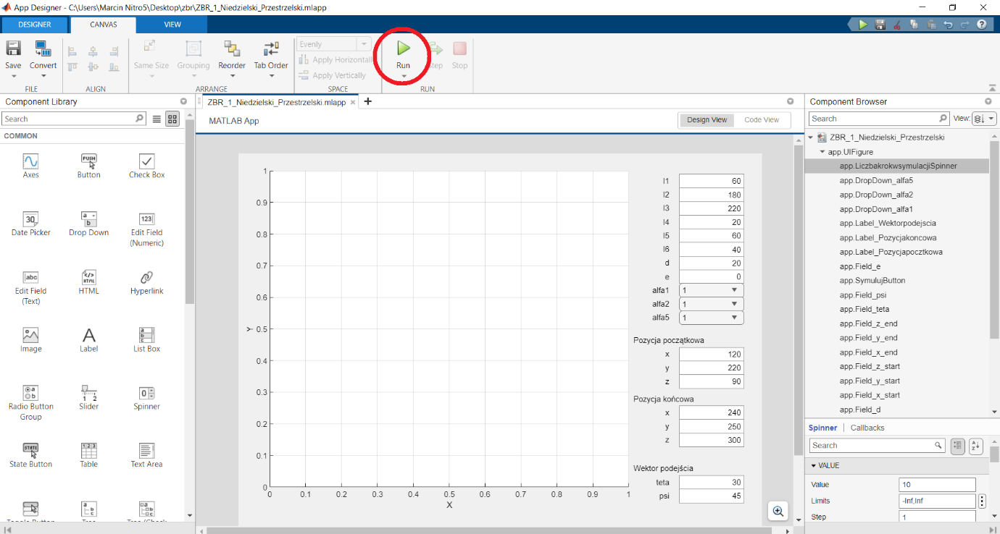 App Designer - C:\Users\Marcin Nitro5\Desktop\zbr\ZBR_1_Niedzielski_Przestrzelski.mlapp
DESIGNER CANVAS VIEW
Save Convert Same Size Grouping Reorder Tab Order Evenly Apply Horizontally Apply Vertically Run Step Stop
FILE ALIGN ARRANGE SPACE RUN
Component Library
Search
COMMON
Axes Button Check Box
Date Picker Drop Down Edit Field (Numeric)
Edit Field (Text) HTML Hyperlink
Image Label List Box
Radio Button Group Slider Spinner
State Button Table Text Area
ZBR_1_Niedzielski_Przestrzelski.mlapp
MATLAB App
Design View Code View
1
0.9
0.8
0.7
0.6
0.5
0.4
0.3
0.2
0.1
0
Y
0 0.1 0.2 0.3 0.4 0.5 0.6 0.7 0.8 0.9 1
X
l1 60
l2 180
l3 220
l4 20
l5 60
l6 40
d 20
e 0
alfa1 1
alfa2 1
alfa5 1
Pozycja początkowa
x 120
y 220
z 90
Pozycja końcowa
x 240
y 250
z 300
Wektor podejścia
teta 30
psi 45
Component Browser
Search View:
ZBR_1_Niedzielski_Przestrzelski
app.UIFigure
app.LiczbakrokwsymulacjiSpinner
app.DropDown_alfa5
app.DropDown_alfa2
app.DropDown_alfa1
app.Label_Wektorpodejscia
app.Label_Pozycjakoncowa
app.Label_Pozycjapocztkowa
app.Field_e
app.SymulujButton
app.Field_psi
app.Field_teta
app.Field_z_end
app.Field_y_end
app.Field_x_end
app.Field_z_start
app.Field_y_start
app.Field_x_start
app.Field_d
Spinner Callbacks
Search
VALUE
Value 10
Limits -Inf,Inf
Step 1